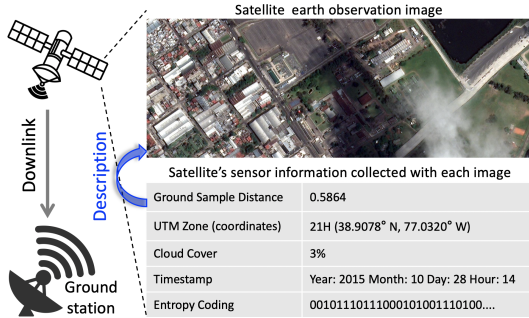 Satellite earth observation image
Downlink
Description
Satellite's sensor information collected with each image
Ground Sample Distance 0.5864
UTM Zone (coordinates) 21H (38.9078° N, 77.0320° W)
Cloud Cover 3%
Timestamp Year: 2015 Month: 10 Day: 28 Hour: 14
Entropy Coding 0010111011100010100111010​0....
Ground
station